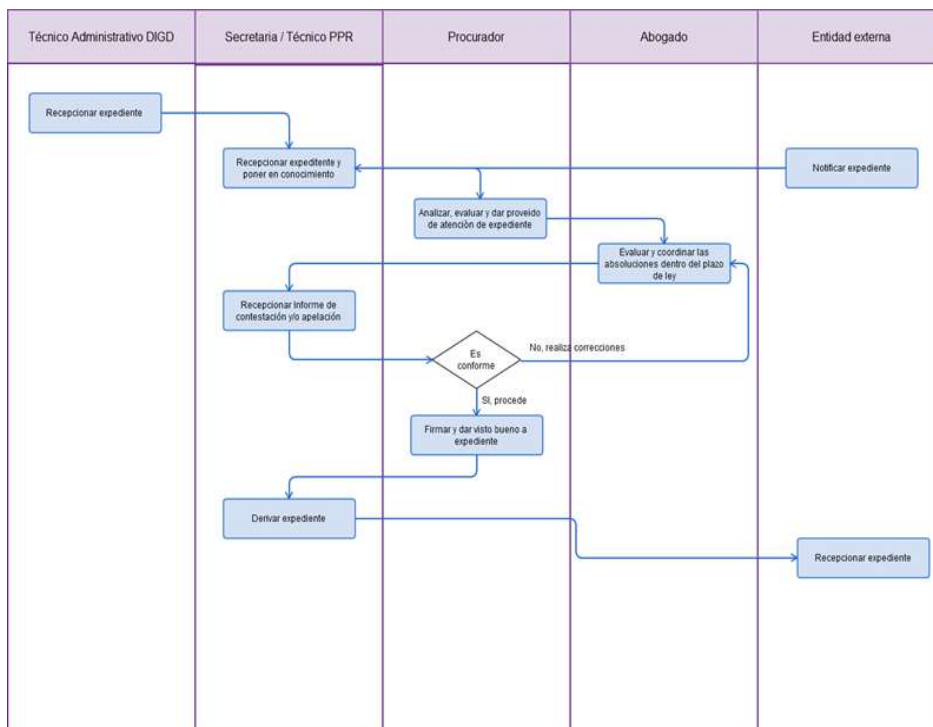 Técnico Administrativo DIGD
Secretaria / Técnico PPR
Procurador
Abogado
Entidad externa
Recepcionar expediente
Recepcionar expeditente y
poner en conocimiento
Notificar expediente
Analizar, evaluar y dar proveido
de atenciòn de expediente
Evaluar y coordinar las
absoluciones dentro del plazo
de ley
Recepcionar Informe de
contestación y/o apelación
Es
conforme
No, realiza correcciones
SI, procede
Firmar y dar visto bueno a
expediente
Derivar expediente
Recepcionar expediente